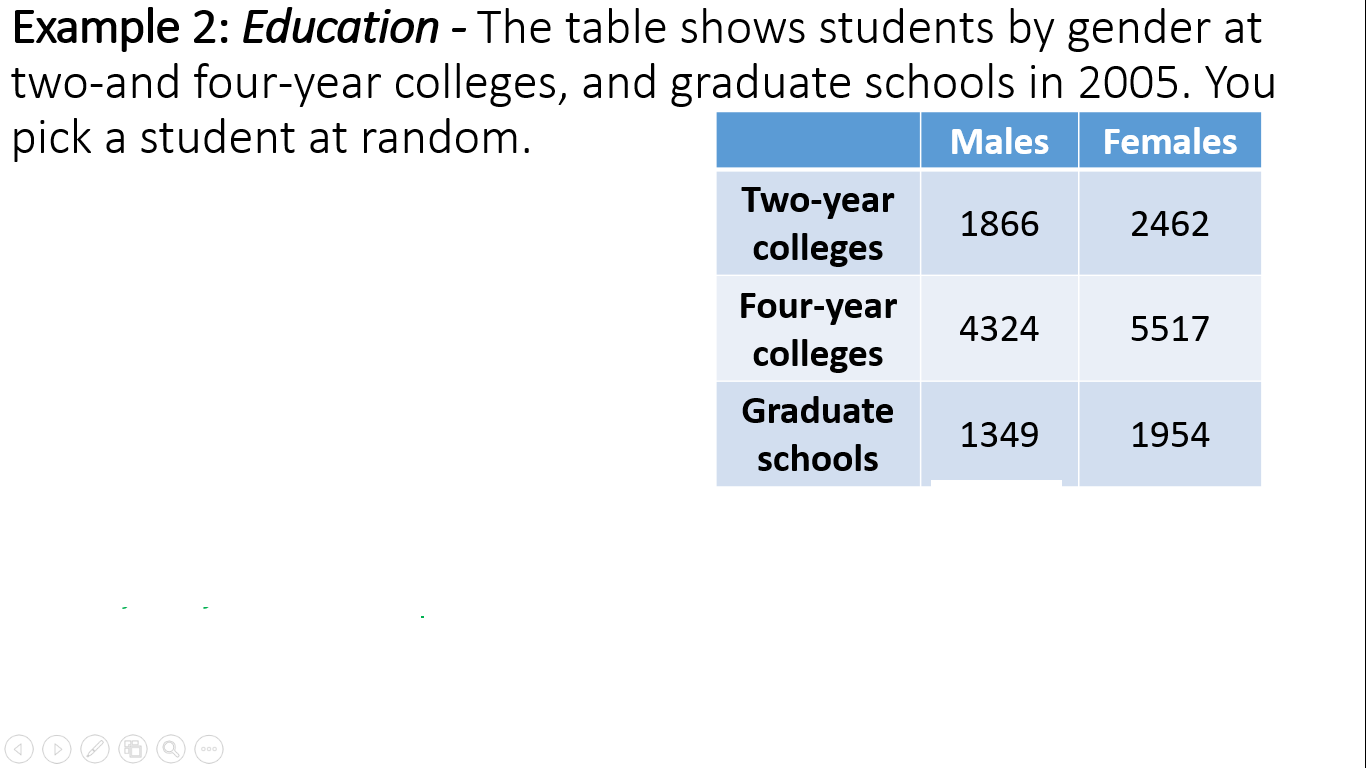 Example 2: Education - The table shows students by gender at
two-and four-year colleges, and graduate schools in 2005. You
pick a student at random.
Males Females
Two-year
colleges
1866 2462
Four-year
colleges
4324 5517
Graduate
schools
1349 1954